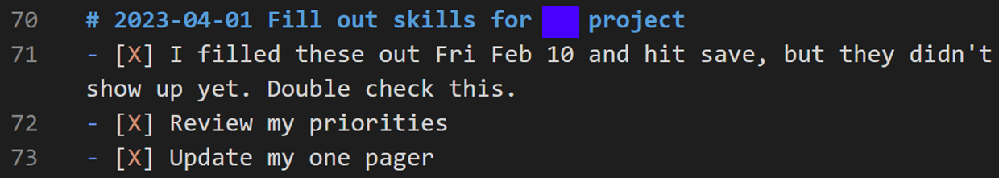 70 # 2023-04-01 Fill out skills for project
71 - [X] I filled these out Fri Feb 10 and hit save, but they didn't
show up yet. Double check this.
72 - [X] Review my priorities
73 - [X] Update my one pager